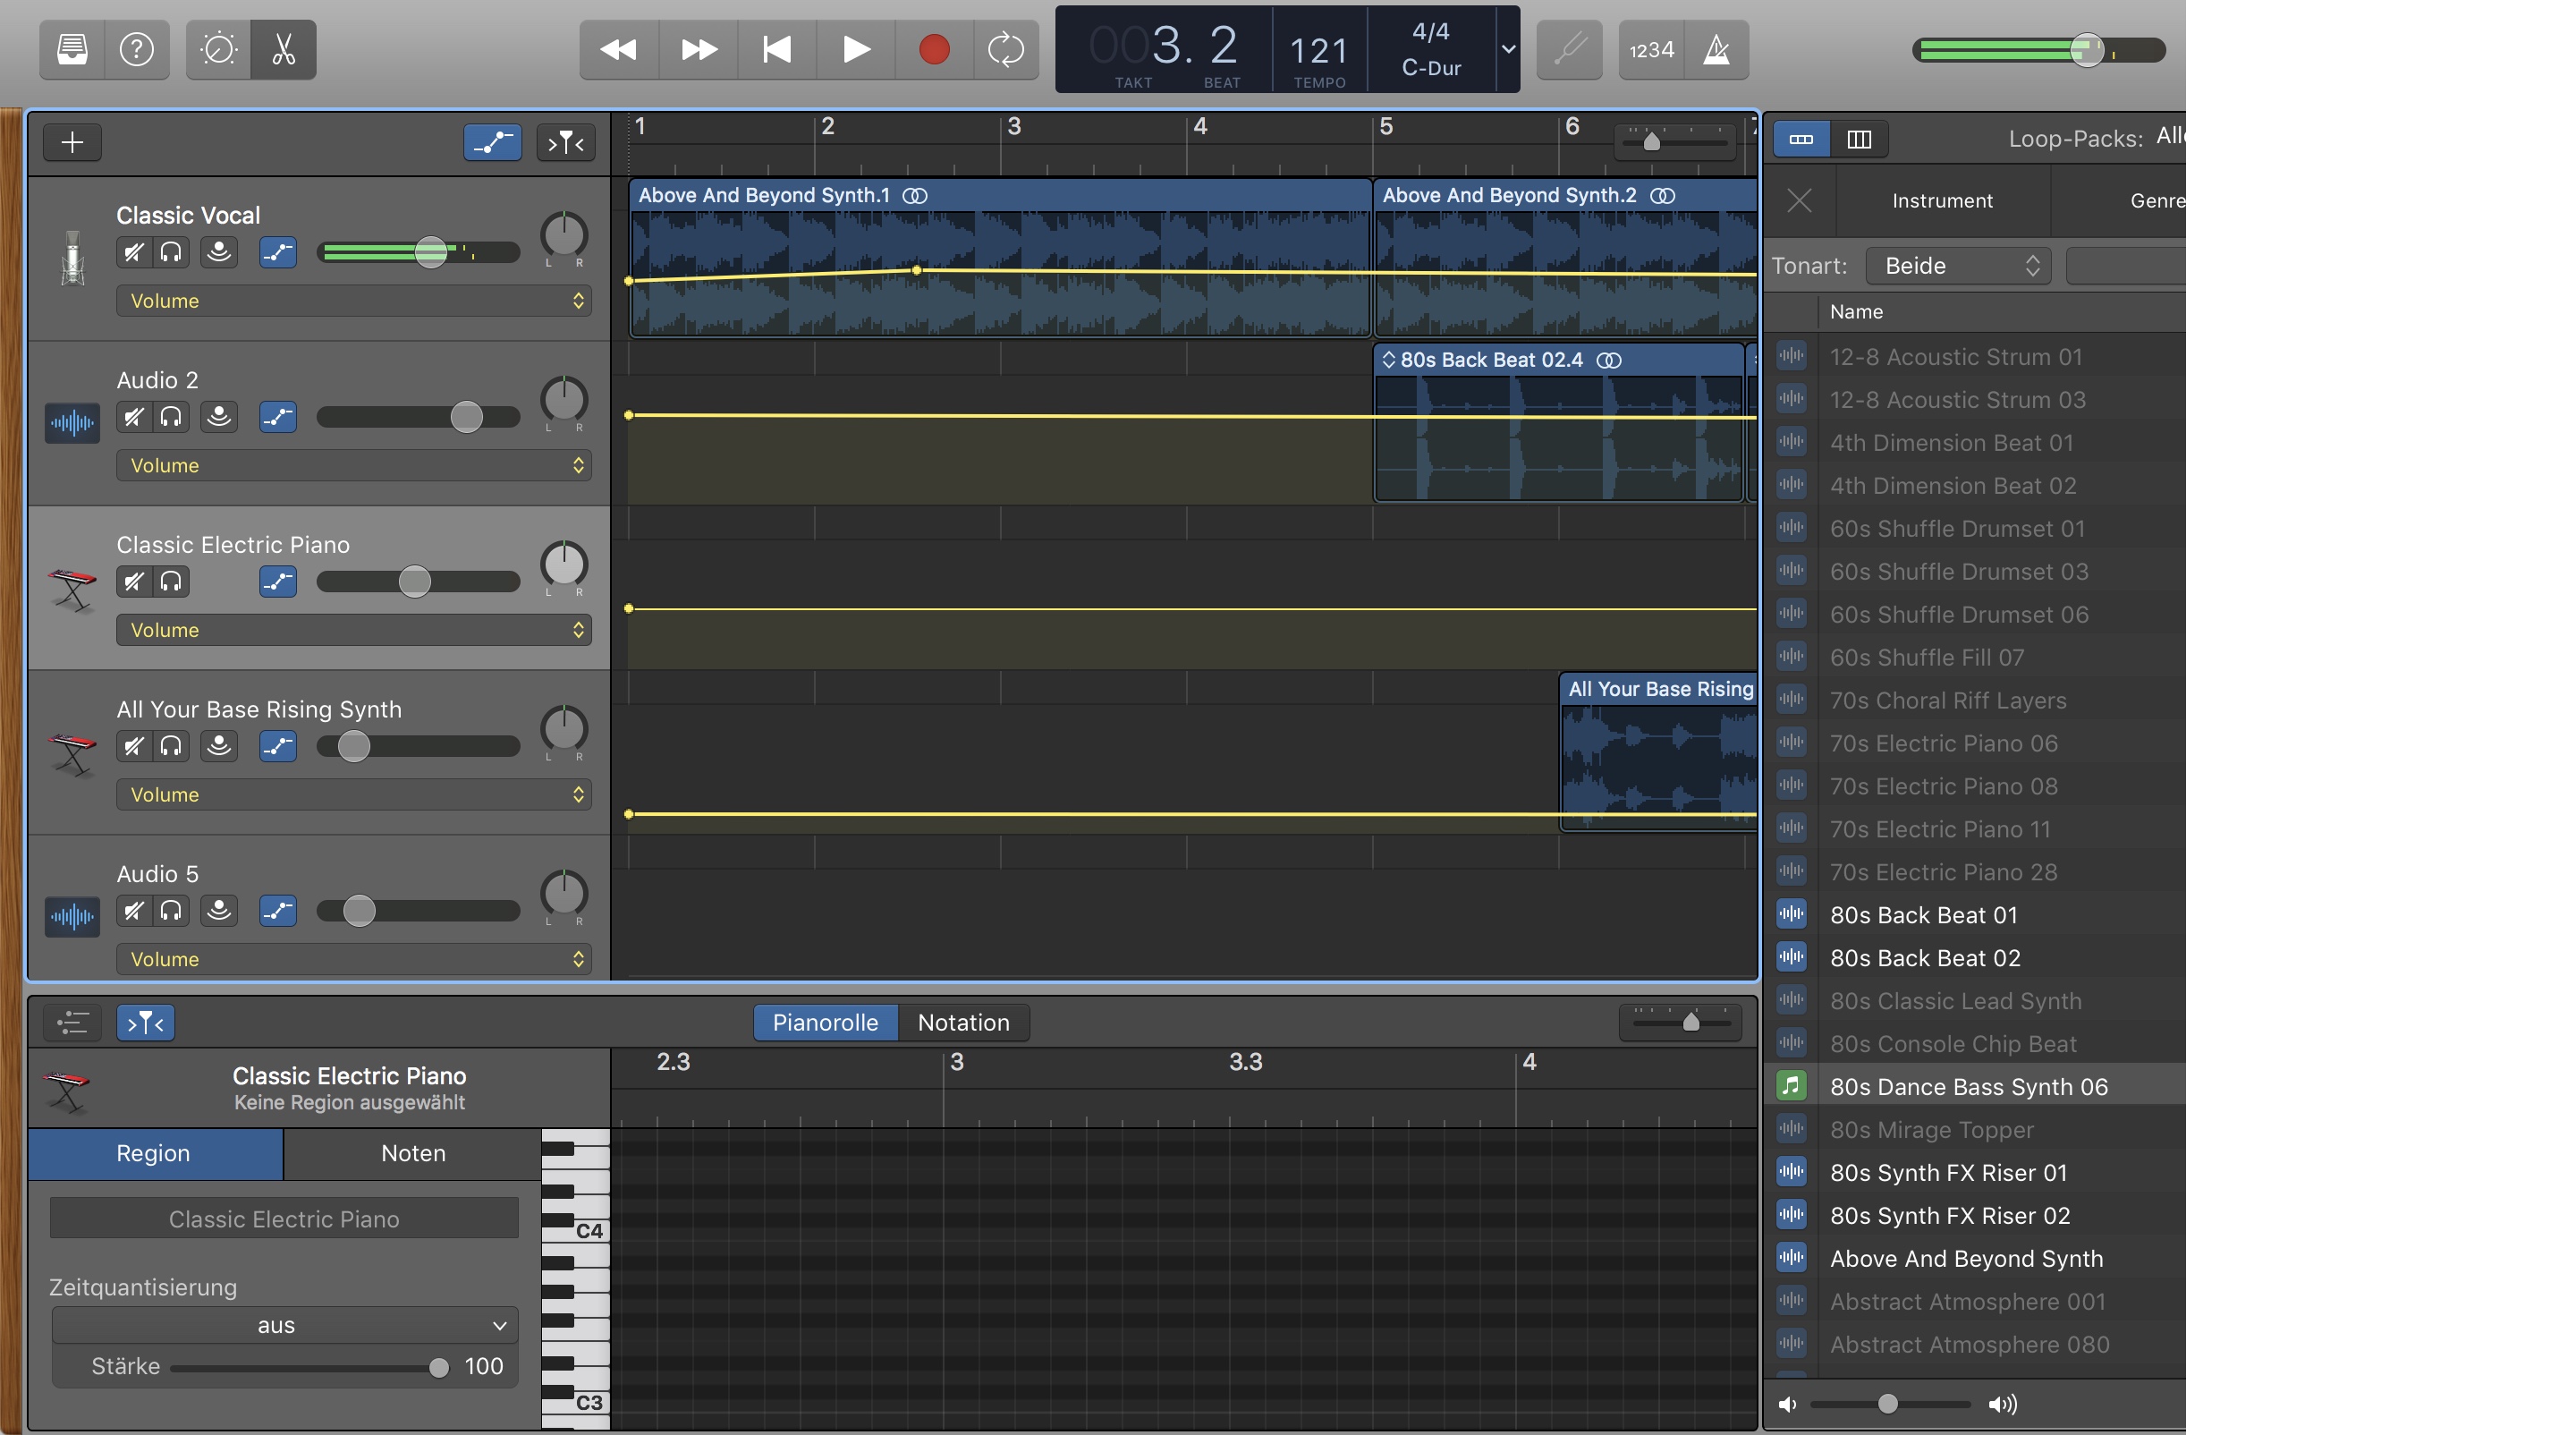 003. 2
TAKT
BEAT
121
TEMPO
4/4
C-Dur
1234
1
2
3
4
5
6
Loop-Packs:
Instrument
Genre
Tonart:
Beide
Name
Classic Vocal
L
R
Volume
Above And Beyond Synth.1
Above And Beyond Synth.2
Audio 2
L
R
Volume
80s Back Beat 02.4
Classic Electric Piano
L
R
Volume
All Your Base Rising Synth
L
R
Volume
All Your Base Rising
Audio 5
L
R
Volume
12-8 Acoustic Strum 01
12-8 Acoustic Strum 03
4th Dimension Beat 01
4th Dimension Beat 02
60s Shuffle Drumset 01
60s Shuffle Drumset 03
60s Shuffle Drumset 06
60s Shuffle Fill 07
70s Choral Riff Layers
70s Electric Piano 06
70s Electric Piano 08
70s Electric Piano 11
70s Electric Piano 28
80s Back Beat 01
80s Back Beat 02
80s Classic Lead Synth
80s Console Chip Beat
80s Dance Bass Synth 06
80s Mirage Topper
80s Synth FX Riser 01
80s Synth FX Riser 02
Above And Beyond Synth
Abstract Atmosphere 001
Abstract Atmosphere 080
Pianorolle
Notation
Classic Electric Piano
Keine Region ausgewählt
2.3
3
3.3
4
Region
Noten
Classic Electric Piano
Zeitquantisierung
aus
Stärke
100
C4
C3